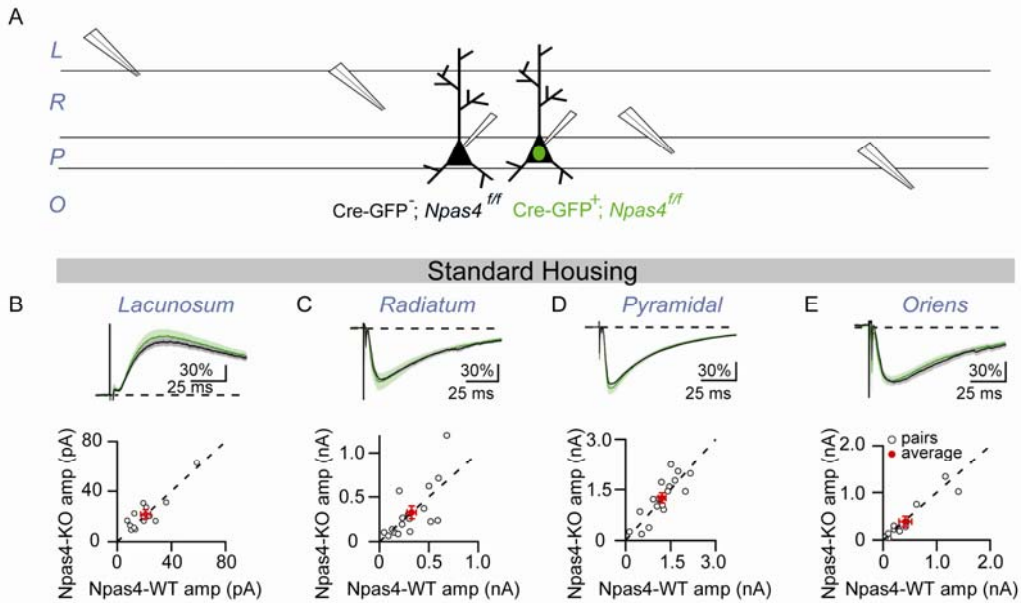 A
L
R
P
O
Cre-GFP⁻; Npas4 f/f Cre-GFP⁺; Npas4 f/f
Standard Housing
B Lacunosum
30%
25 ms
Npas4-KO amp (pA)
80
40
0
0 40 80
Npas4-WT amp (pA)
C Radiatum
30%
25 ms
Npas4-KO amp (nA)
1.0
0.5
0
0 0.5 1.0
Npas4-WT amp (nA)
D Pyramidal
30%
25 ms
Npas4-KO amp (nA)
3.0
1.5
0
0 1.5 3.0
Npas4-WT amp (nA)
E Oriens
30%
25 ms
Npas4-KO amp (nA)
2.0
1.0
0
pairs
average
0 1.0 2.0
Npas4-WT amp (nA)